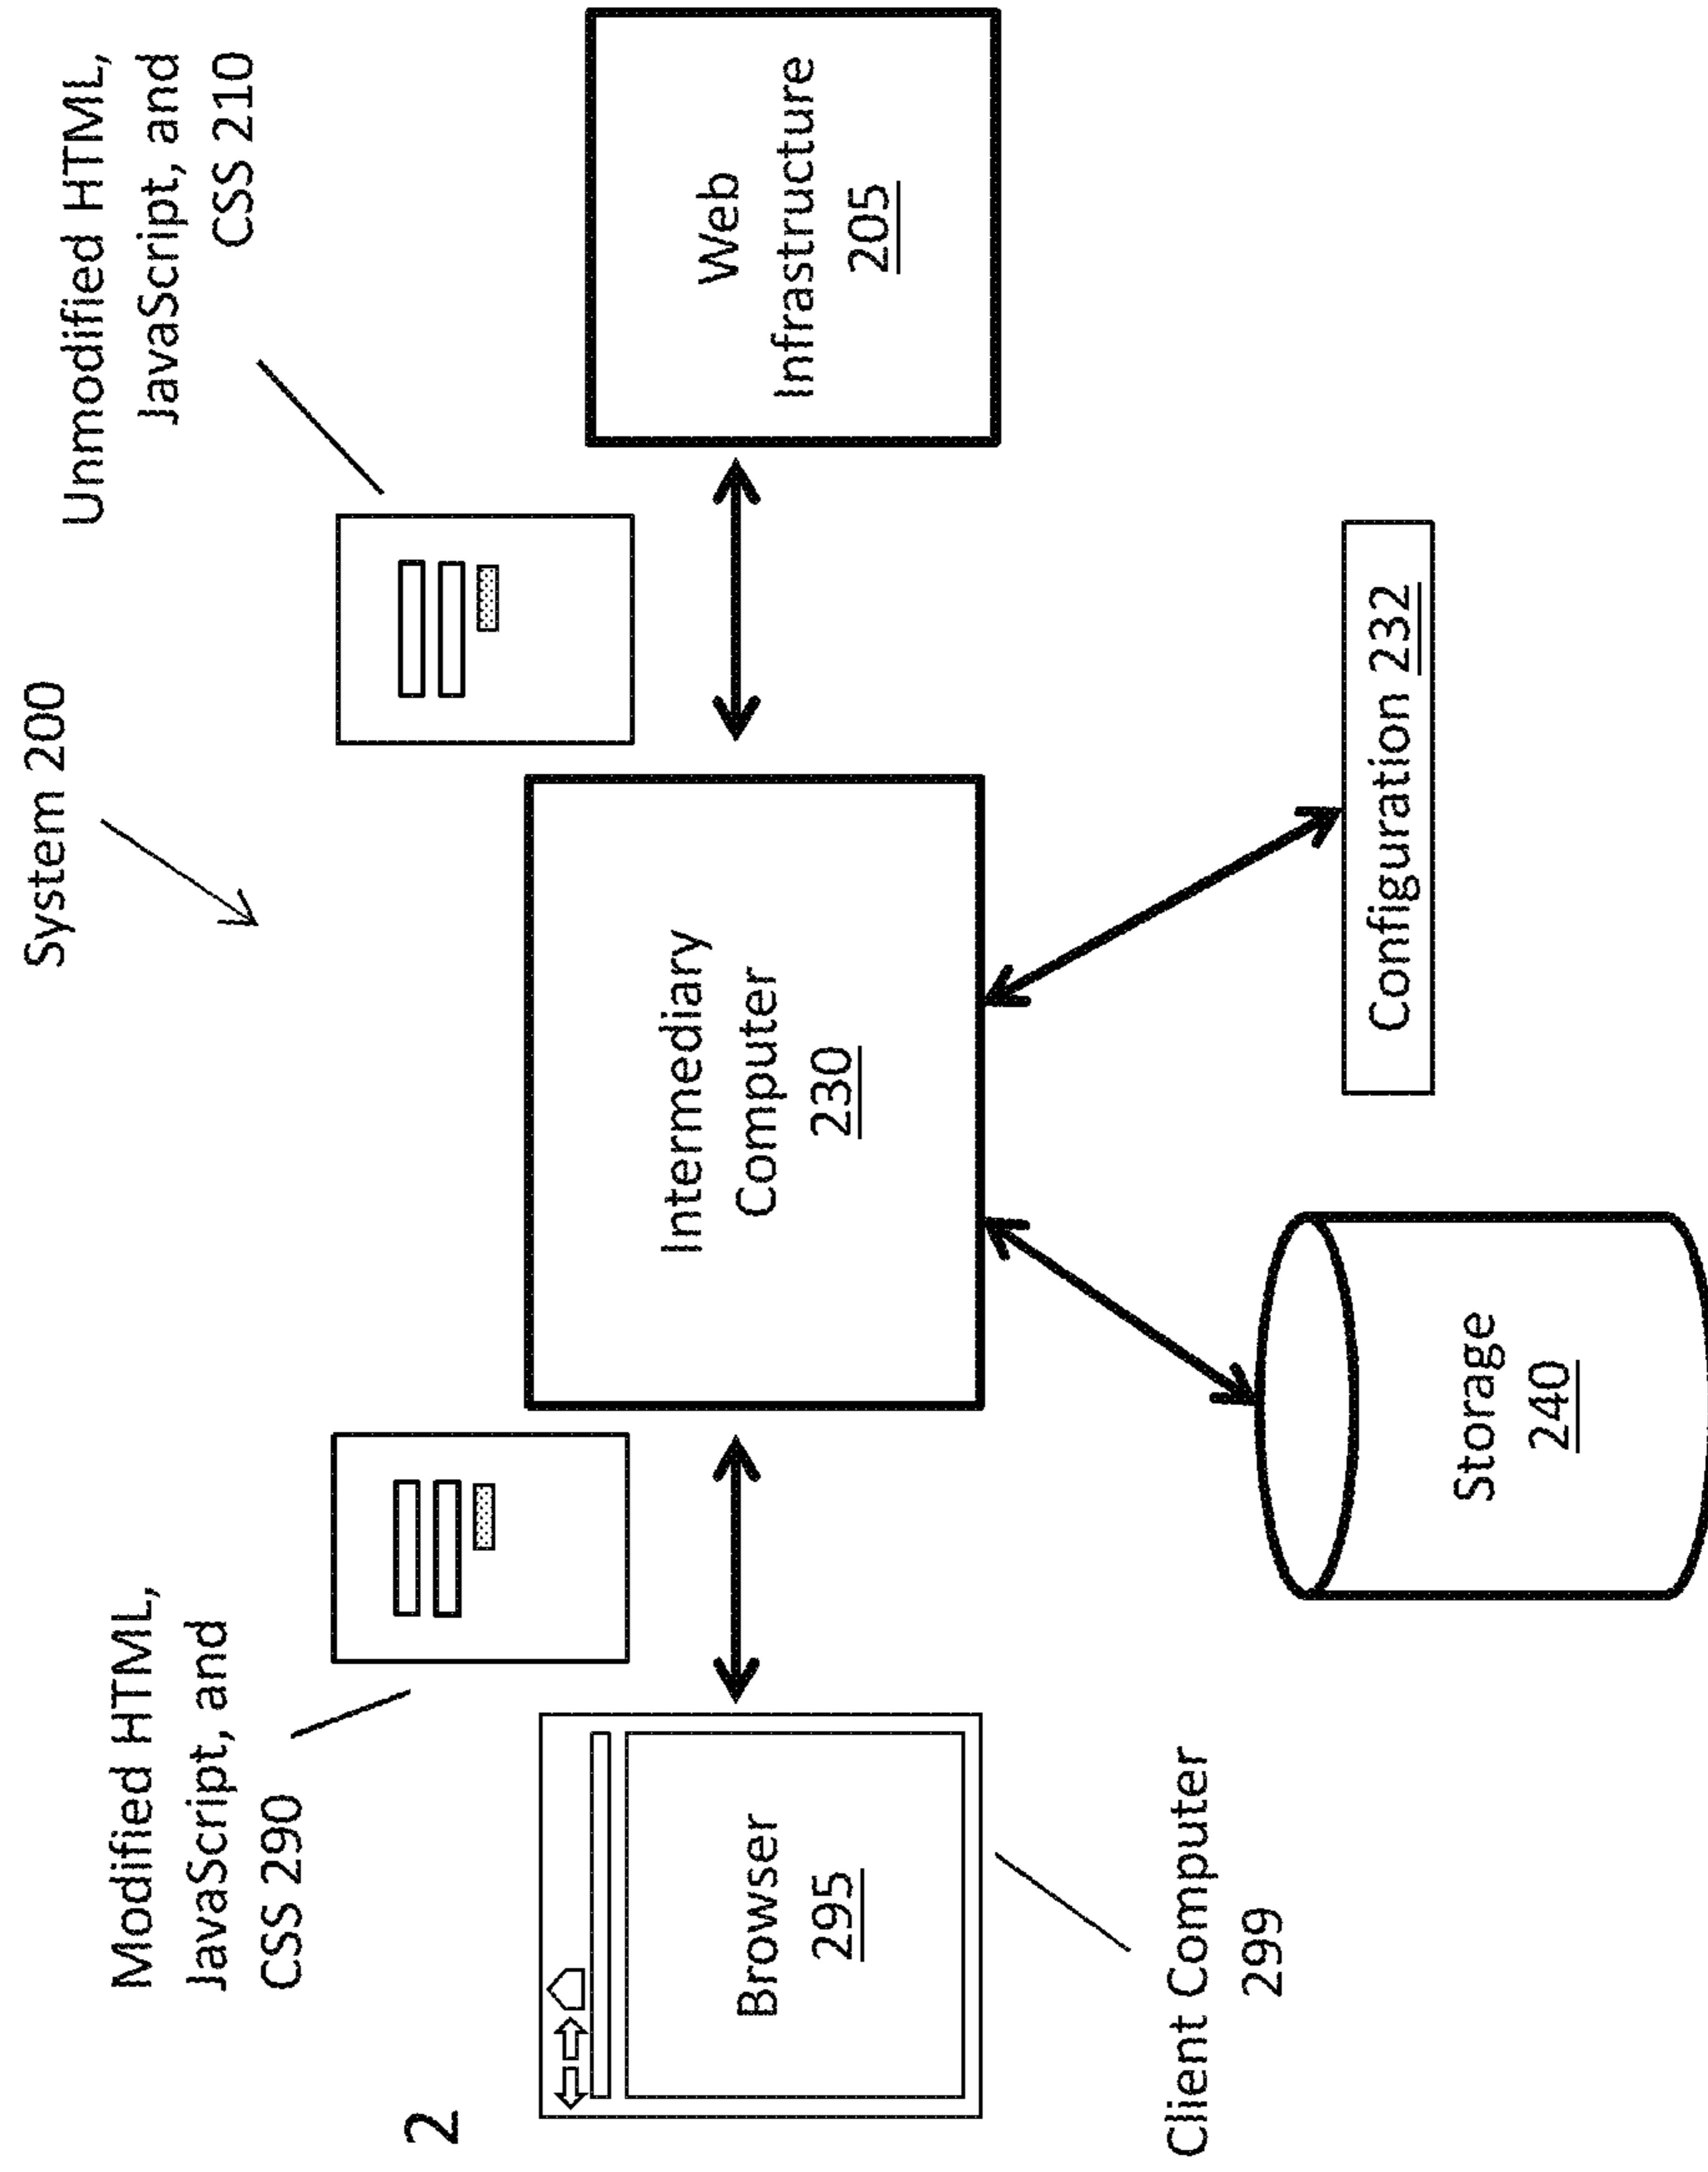 2
System 200
Modified HTML,
JavaScript, and
CSS 290
Unmodified HTML,
JavaScript, and
CSS 210
Browser
295
Intermediary
Computer
230
Web
Infrastructure
205
Client Computer
299
Storage
240
Configuration 232